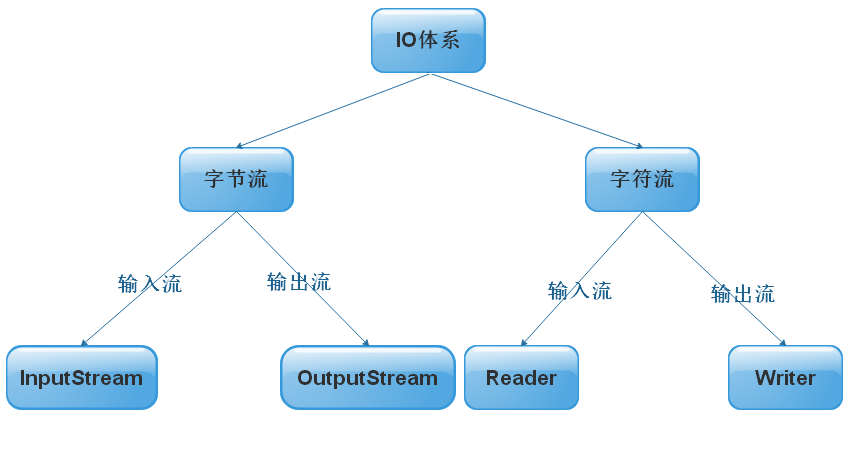 IO体系
字节流
字符流
输入流
输出流
输入流
输出流
InputStream
OutputStream
Reader
Writer